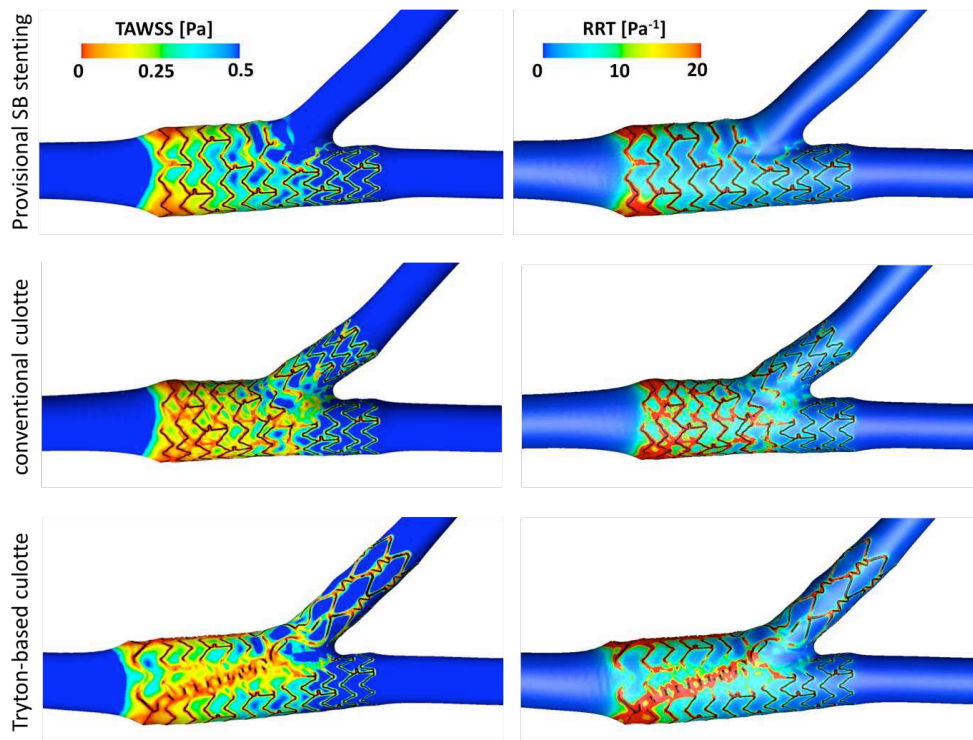 TAWSS [Pa]
0 0.25 0.5
RRT [Pa⁻¹]
0 10 20
Provisional SB stenting
conventional culotte
Tryton-based culotte